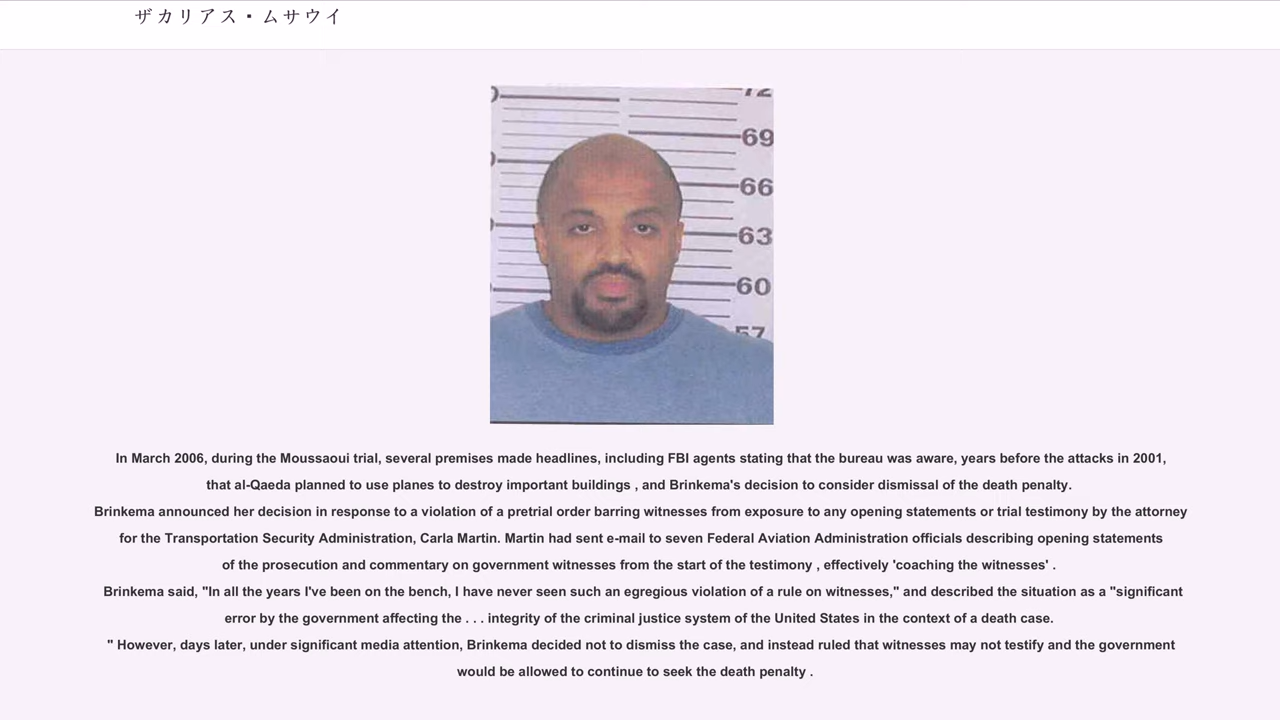 ザカリアス・ムサウイ
72
69
66
63
60
57
In March 2006, during the Moussaoui trial, several premises made headlines, including FBI agents stating that the bureau was aware, years before the attacks in 2001,
that al-Qaeda planned to use planes to destroy important buildings , and Brinkema's decision to consider dismissal of the death penalty.
Brinkema announced her decision in response to a violation of a pretrial order barring witnesses from exposure to any opening statements or trial testimony by the attorney
for the Transportation Security Administration, Carla Martin. Martin had sent e-mail to seven Federal Aviation Administration officials describing opening statements
of the prosecution and commentary on government witnesses from the start of the testimony , effectively 'coaching the witnesses' .
Brinkema said, "In all the years I've been on the bench, I have never seen such an egregious violation of a rule on witnesses," and described the situation as a "significant
error by the government affecting the . . . integrity of the criminal justice system of the United States in the context of a death case.
" However, days later, under significant media attention, Brinkema decided not to dismiss the case, and instead ruled that witnesses may not testify and the government
would be allowed to continue to seek the death penalty .